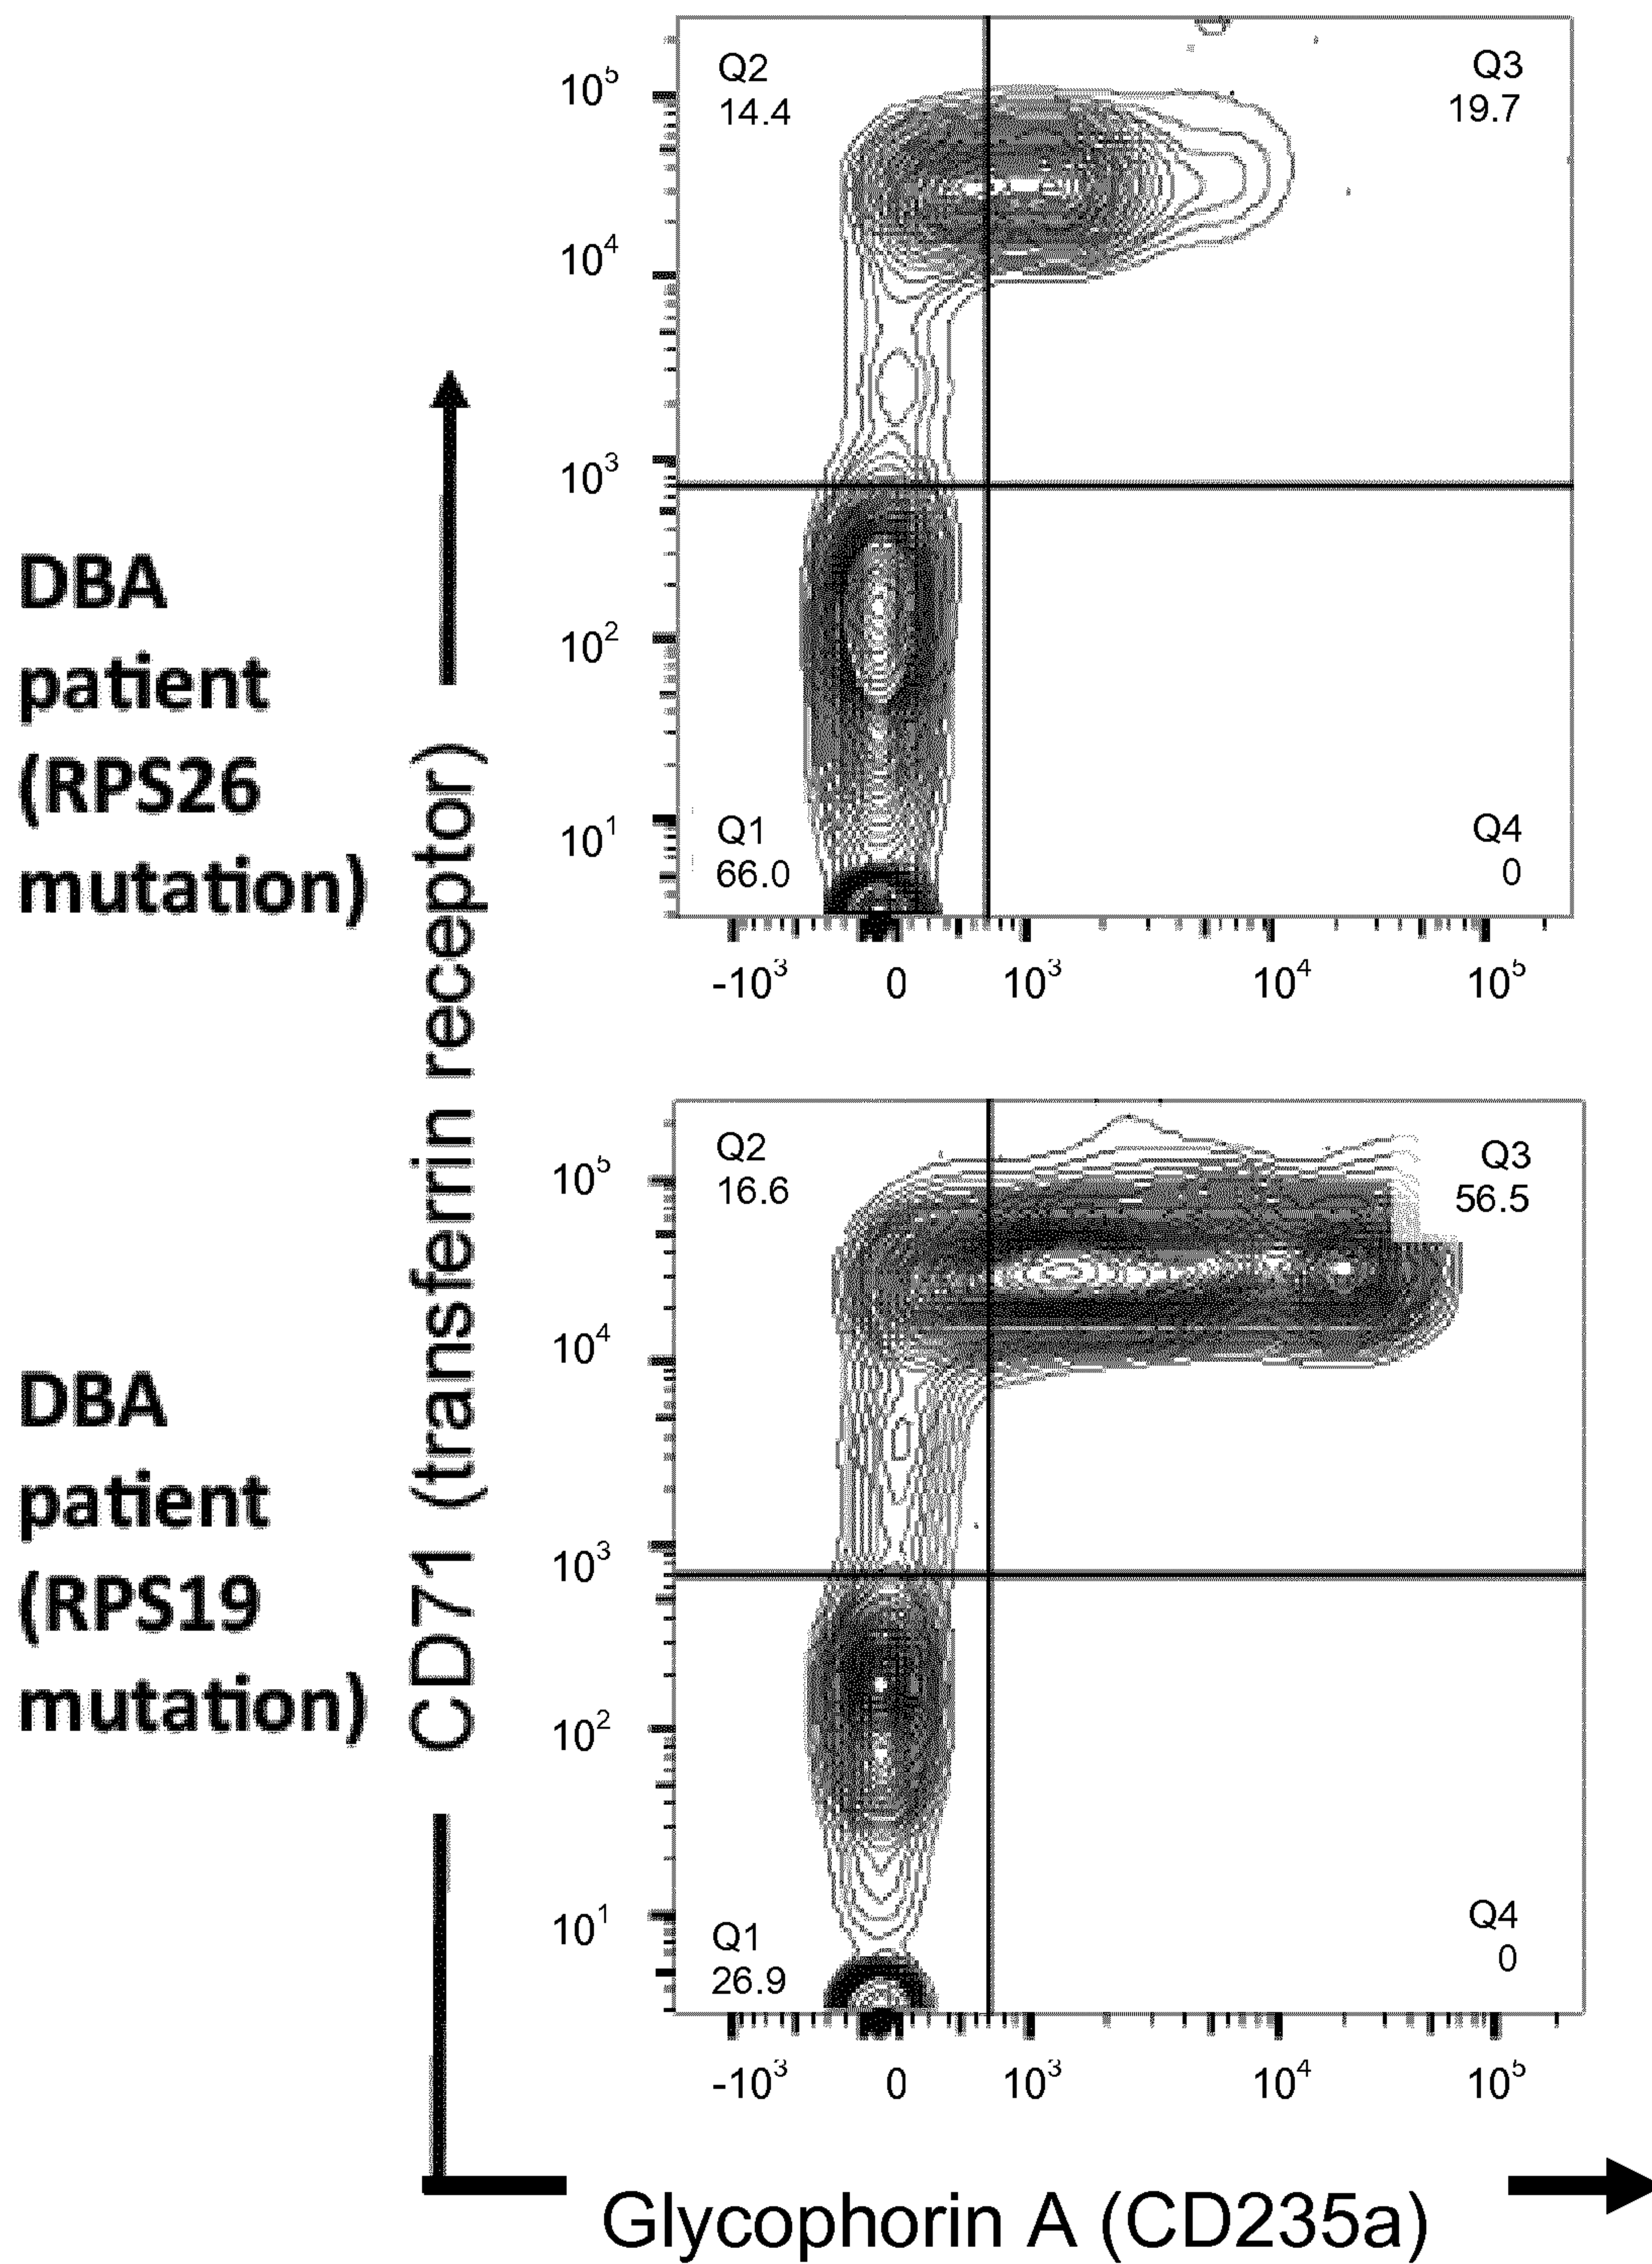 DBA
patient
(RPS26
mutation)
DBA
patient
(RPS19
mutation)
CD71 (transferrin receptor)
Q2
14.4
Q3
19.7
Q1
66.0
Q4
0
10⁵
10⁴
10³
10²
10¹
-10³ 0 10³ 10⁴ 10⁵
Q2
16.6
Q3
56.5
Q1
26.9
Q4
0
10⁵
10⁴
10³
10²
10¹
-10³ 0 10³ 10⁴ 10⁵
Glycophorin A (CD235a)